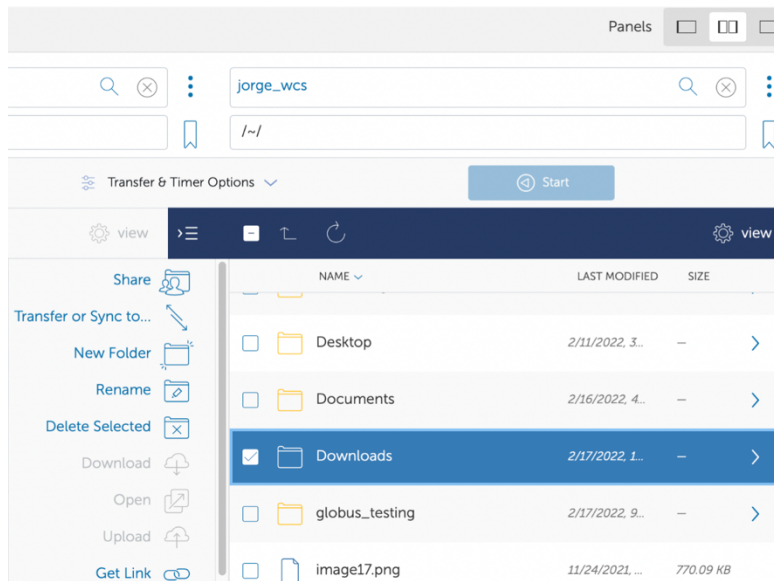 Panels
jorge_wcs
/~/
Transfer & Timer Options
Start
view
view
NAME
LAST MODIFIED
SIZE
Share
Transfer or Sync to...
New Folder
Rename
Delete Selected
Download
Open
Upload
Get Link
Desktop
2/11/2022, 3...
—
Documents
2/16/2022, 4...
—
Downloads
2/17/2022, 1...
—
globus_testing
2/17/2022, 9...
—
image17.png
11/24/2021, ...
770.09 KB